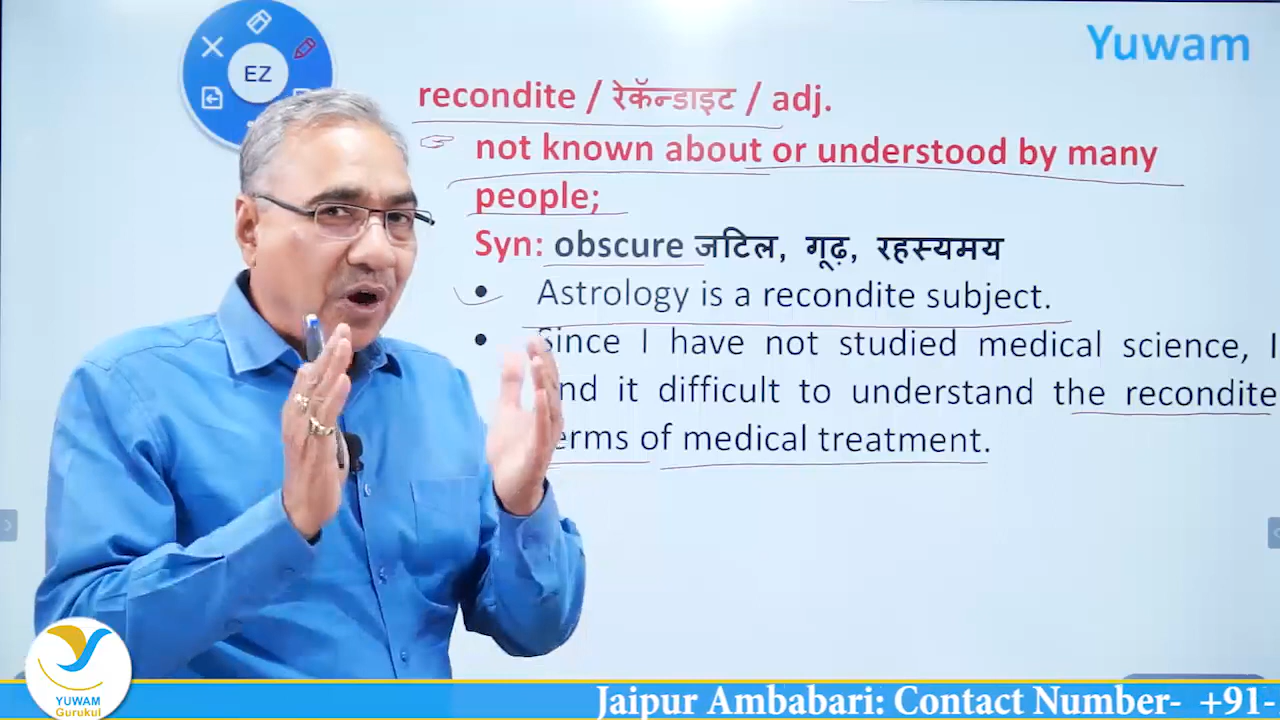 Yuwam
EZ
recondite / रेकॅन्डाइट / adj.
not known about or understood by many
people;
Syn: obscure जटिल, गूढ़, रहस्यमय
• Astrology is a recondite subject.
• Since I have not studied medical science, I
nd it difficult to understand the recondite
erms of medical treatment.
YUWAM
Gurukul
Jaipur Ambabari: Contact Number- +91-